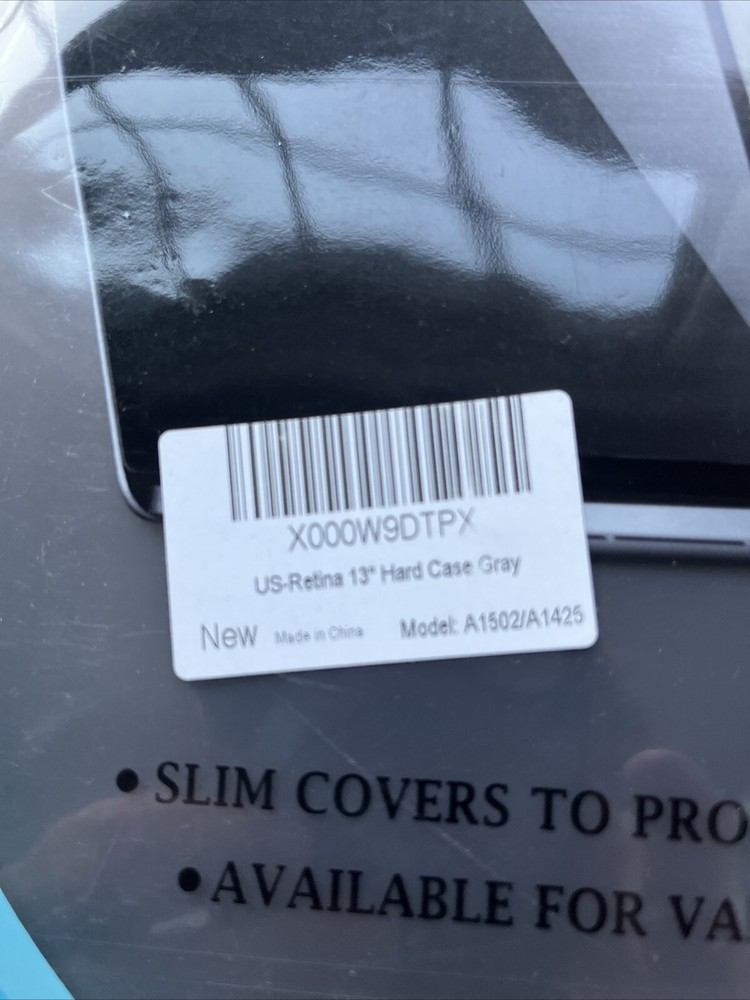 X000W9DTPX
US-Retina 13" Hard Case Gray
New Made in China Model: A1502/A1425
• SLIM COVERS TO PRO
• AVAILABLE FOR VA